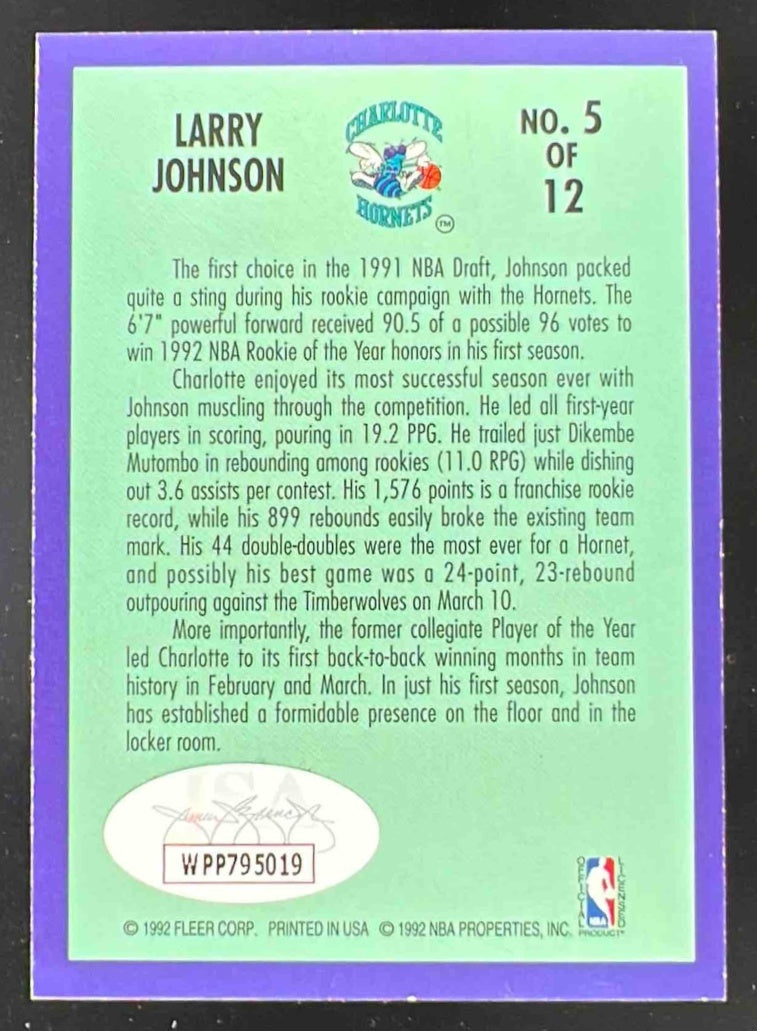 LARRY
JOHNSON
CHARLOTTE
HORNETS
TM
NO. 5
OF
12
The first choice in the 1991 NBA Draft, Johnson packed
quite a sting during his rookie campaign with the Hornets. The
6'7" powerful forward received 90.5 of a possible 96 votes to
win 1992 NBA Rookie of the Year honors in his first season.
Charlotte enjoyed its most successful season ever with
Johnson muscling through the competition. He led all first-year
players in scoring, pouring in 19.2 PPG. He trailed just Dikembe
Mutombo in rebounding among rookies (11.0 RPG) while dishing
out 3.6 assists per contest. His 1,576 points is a franchise rookie
record, while his 899 rebounds easily broke the existing team
mark. His 44 double-doubles were the most ever for a Hornet,
and possibly his best game was a 24-point, 23-rebound
outpouring against the Timberwolves on March 10.
More importantly, the former collegiate Player of the Year
led Charlotte to its first back-to-back winning months in team
history in February and March. In just his first season, Johnson
has established a formidable presence on the floor and in the
locker room.
JSA
James Spence Jr
WPP795019
© 1992 FLEER CORP. PRINTED IN USA © 1992 NBA PROPERTIES, INC.
OFFICIAL
LICENSED
NBA
PRODUCT